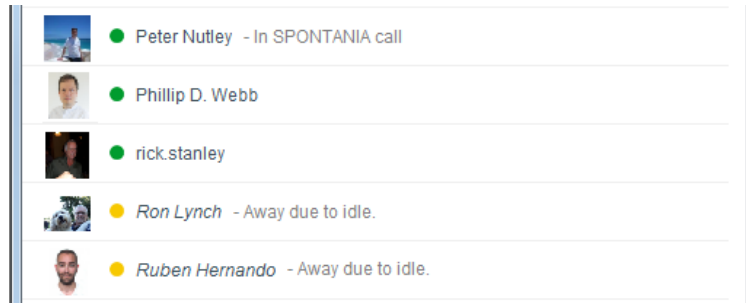 Peter Nutley - In SPONTANIA call
Phillip D. Webb
rick.stanley
Ron Lynch - Away due to idle.
Ruben Hernando - Away due to idle.